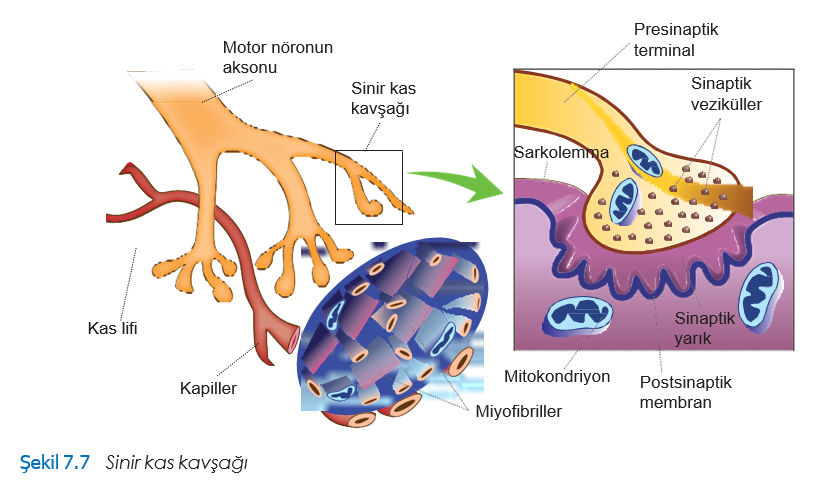 Motor nöronun
aksonu
Sinir kas
kavşağı
Presinaptik
terminal
Sinaptik
veziküller
Sarkolemma
Kas lifi
Kapiller
Sinaptik
yarık
Mitokondriyon
Postsinaptik
membran
Miyofibriller
Şekil 7.7 Sinir kas kavşağı